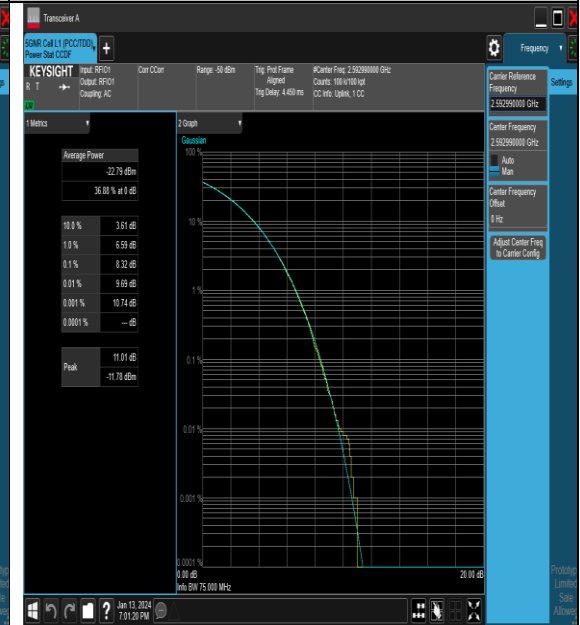 Transceiver A
5GNR Cell L1 (PCC/TDD),
Power Stat CCDF
Frequency
KEYSIGHT
R T
Input: RFIO1
Output: RFIO1
Coupling: AC
Corr CCorr
Range: -50 dBm
Trig: Prot Frame
Aligned
Trig Delay: 4.450 ms
#Center Freq: 2.592990000 GHz
Counts: 100 k/100 kpt
CC Info: Uplink, 1 CC
Carrier Reference
Frequency
2.592990000 GHz
Settings
1 Metrics
2 Graph
Center Frequency
2.592990000 GHz
Auto
Man
Center Frequency
Offset
0 Hz
Adjust Center Freq
to Carrier Config
Average Power
-22.79 dBm
36.88 % at 0 dB
10.0 % 3.61 dB
1.0 % 6.59 dB
0.1 % 8.32 dB
0.01 % 9.69 dB
0.001 % 10.74 dB
0.0001 % --- dB
Peak
11.01 dB
-11.78 dBm
Gaussian
100 %
10 %
1 %
0.1 %
0.01 %
0.001 %
0.0001 %
0.00 dB
20.00 dB
Info BW 75.000 MHz
Limited
Sale
Jan 13, 2024
7:01:20 PM